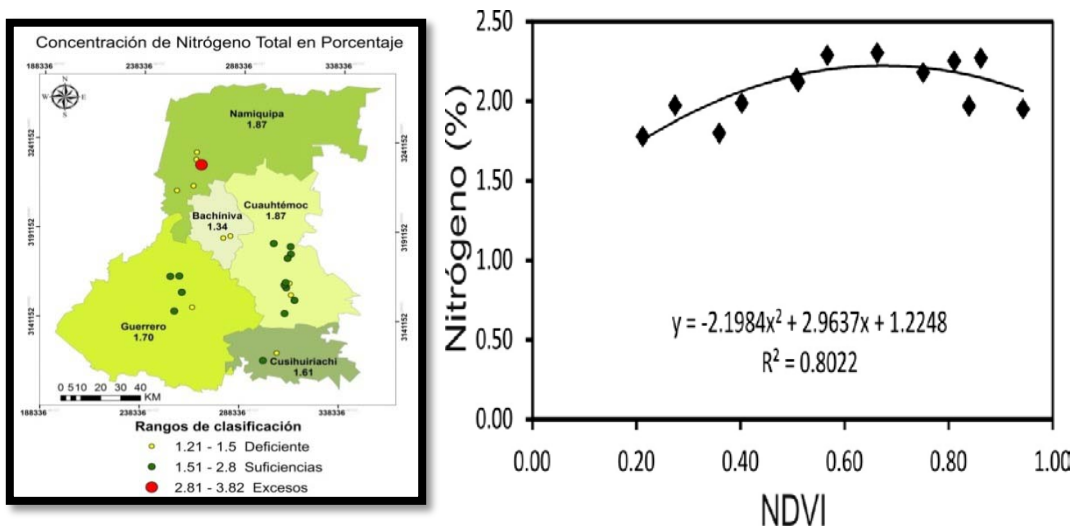 Concentración de Nitrógeno Total en Porcentaje
188336 238336 288336 338336
N
W E
S
3241152
3191152
3141152
3241152
3191152
3141152
Namiquipa
1.87
Bachiniva
1.34
Cuauhtémoc
1.87
Guerrero
1.70
Cusihuiriachi
1.61
0 5 10 20 30 40
KM
188336 238336 288336 338336
Rangos de clasificación
1.21 - 1.5 Deficiente
1.51 - 2.8 Suficiencias
2.81 - 3.82 Excesos
Nitrógeno (%)
2.50
2.00
1.50
1.00
0.50
0.00
y = -2.1984x² + 2.9637x + 1.2248
R² = 0.8022
0.00 0.20 0.40 0.60 0.80 1.00
NDVI